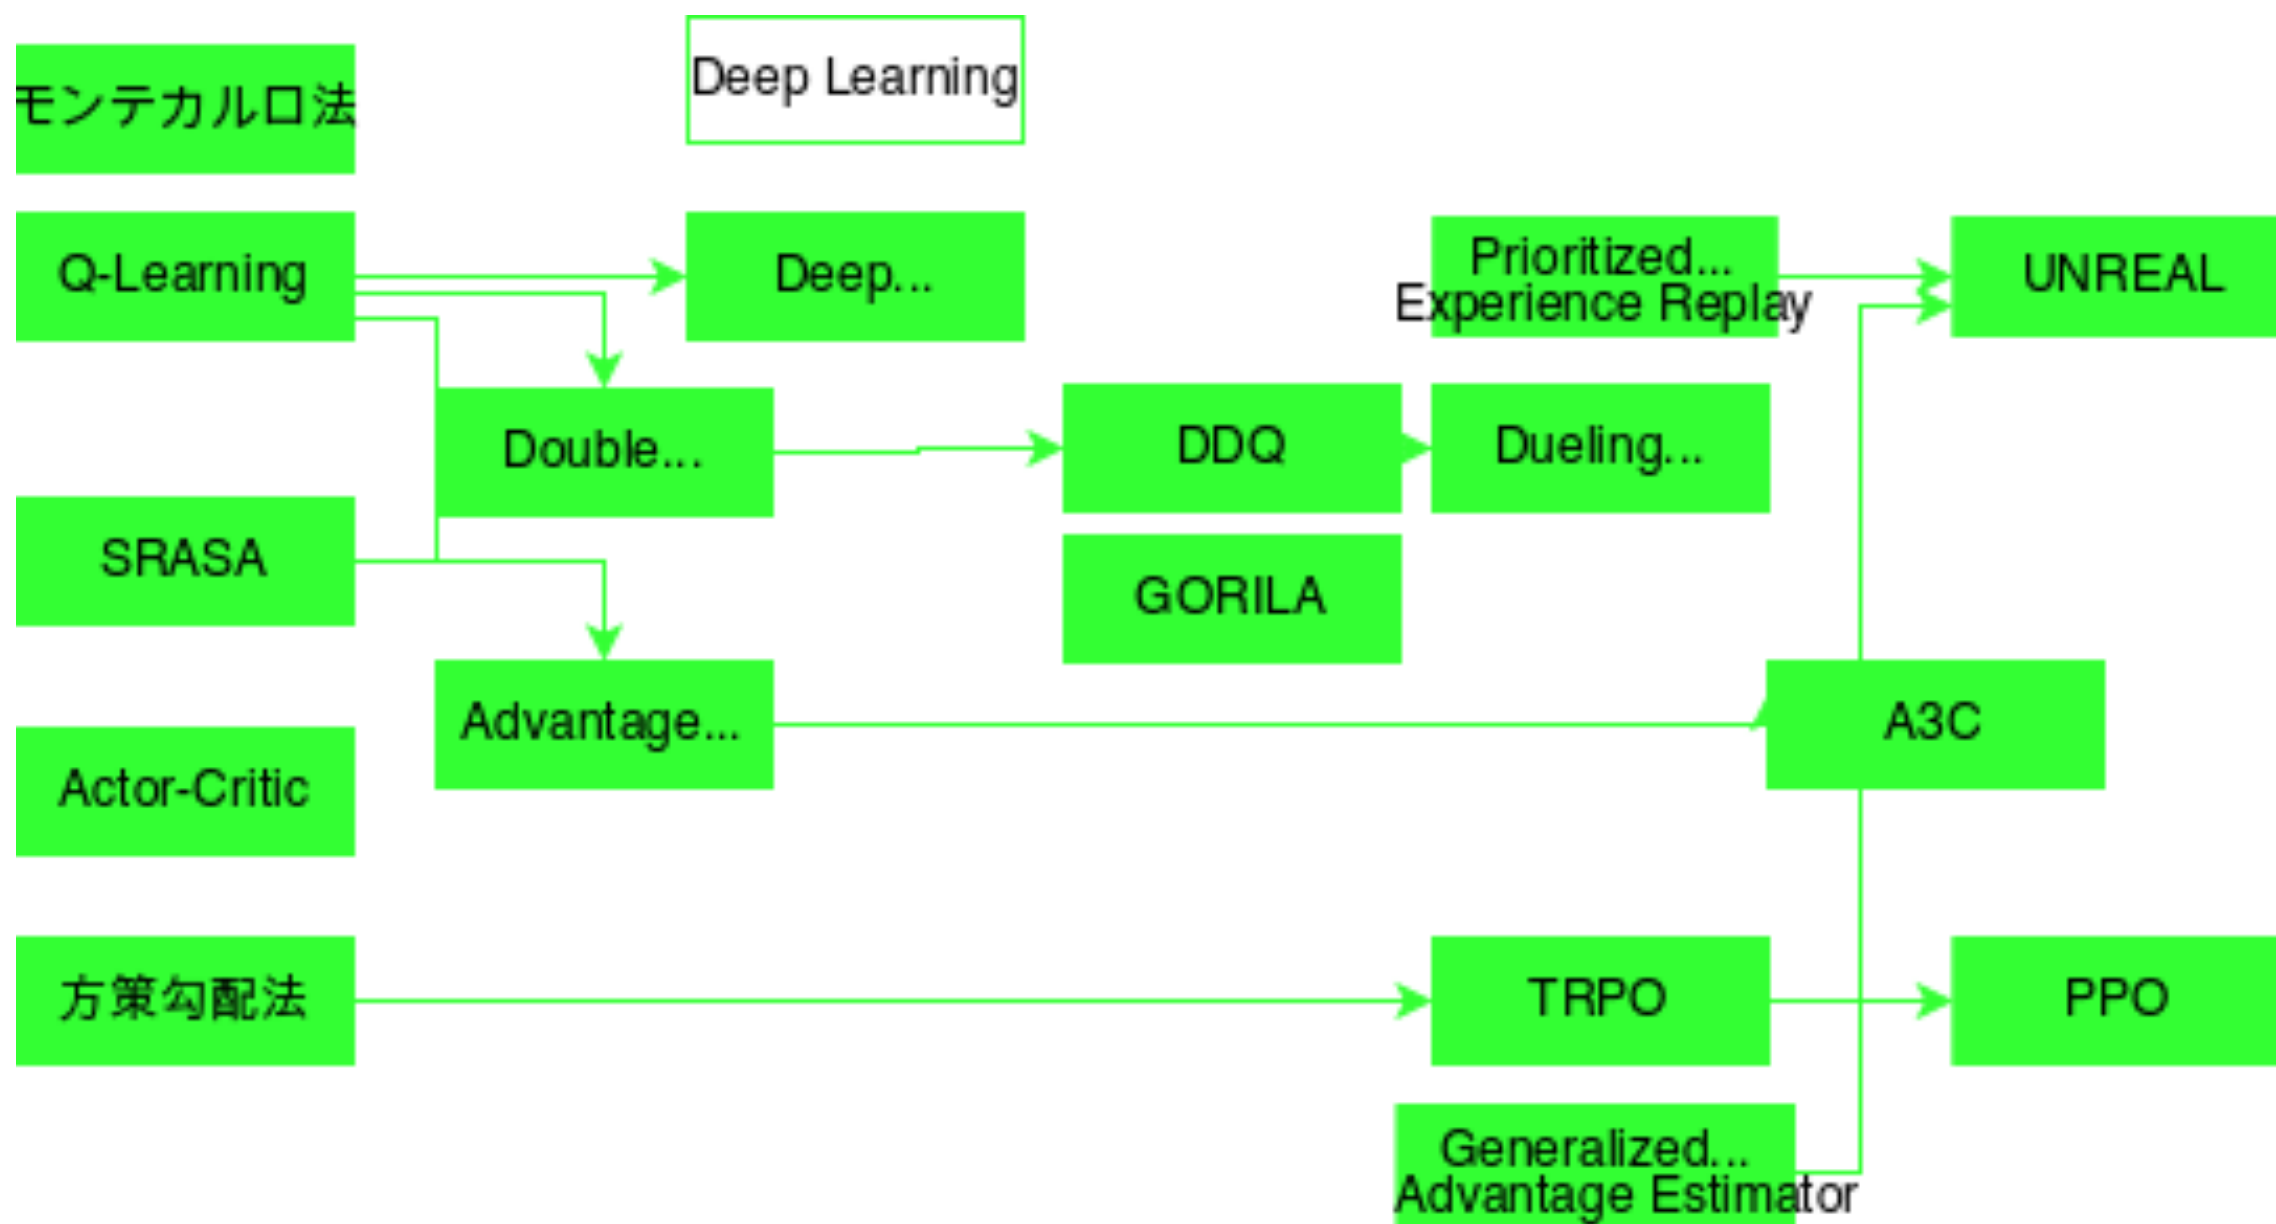 モンテカルロ法
Deep Learning
Q-Learning
Deep...
Prioritized...
Experience Replay
UNREAL
Double...
DDQ
Dueling...
SRASA
GORILA
Advantage...
A3C
Actor-Critic
方策勾配法
TRPO
PPO
Generalized...
Advantage Estimator